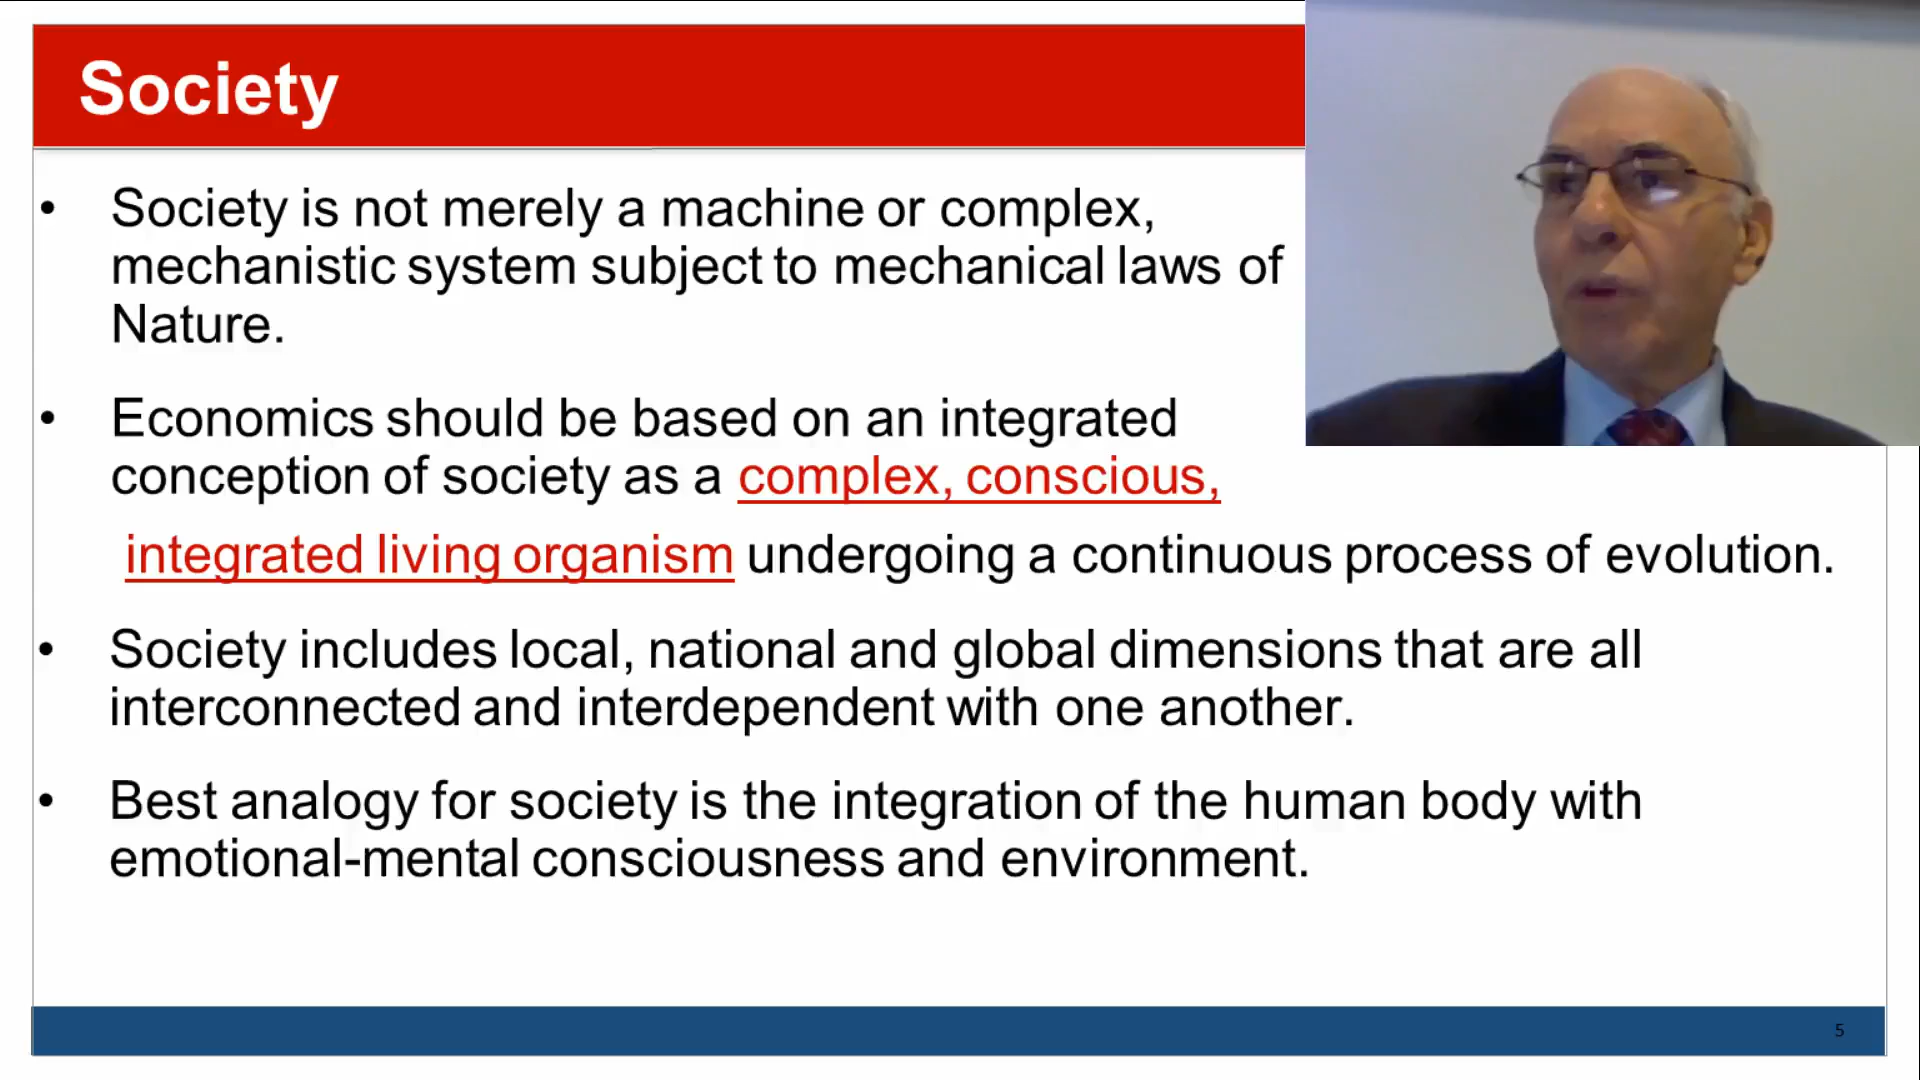 Society
• Society is not merely a machine or complex,
mechanistic system subject to mechanical laws of
Nature.
• Economics should be based on an integrated
conception of society as a complex, conscious,
integrated living organism undergoing a continuous process of evolution.
• Society includes local, national and global dimensions that are all
interconnected and interdependent with one another.
• Best analogy for society is the integration of the human body with
emotional-mental consciousness and environment.
5